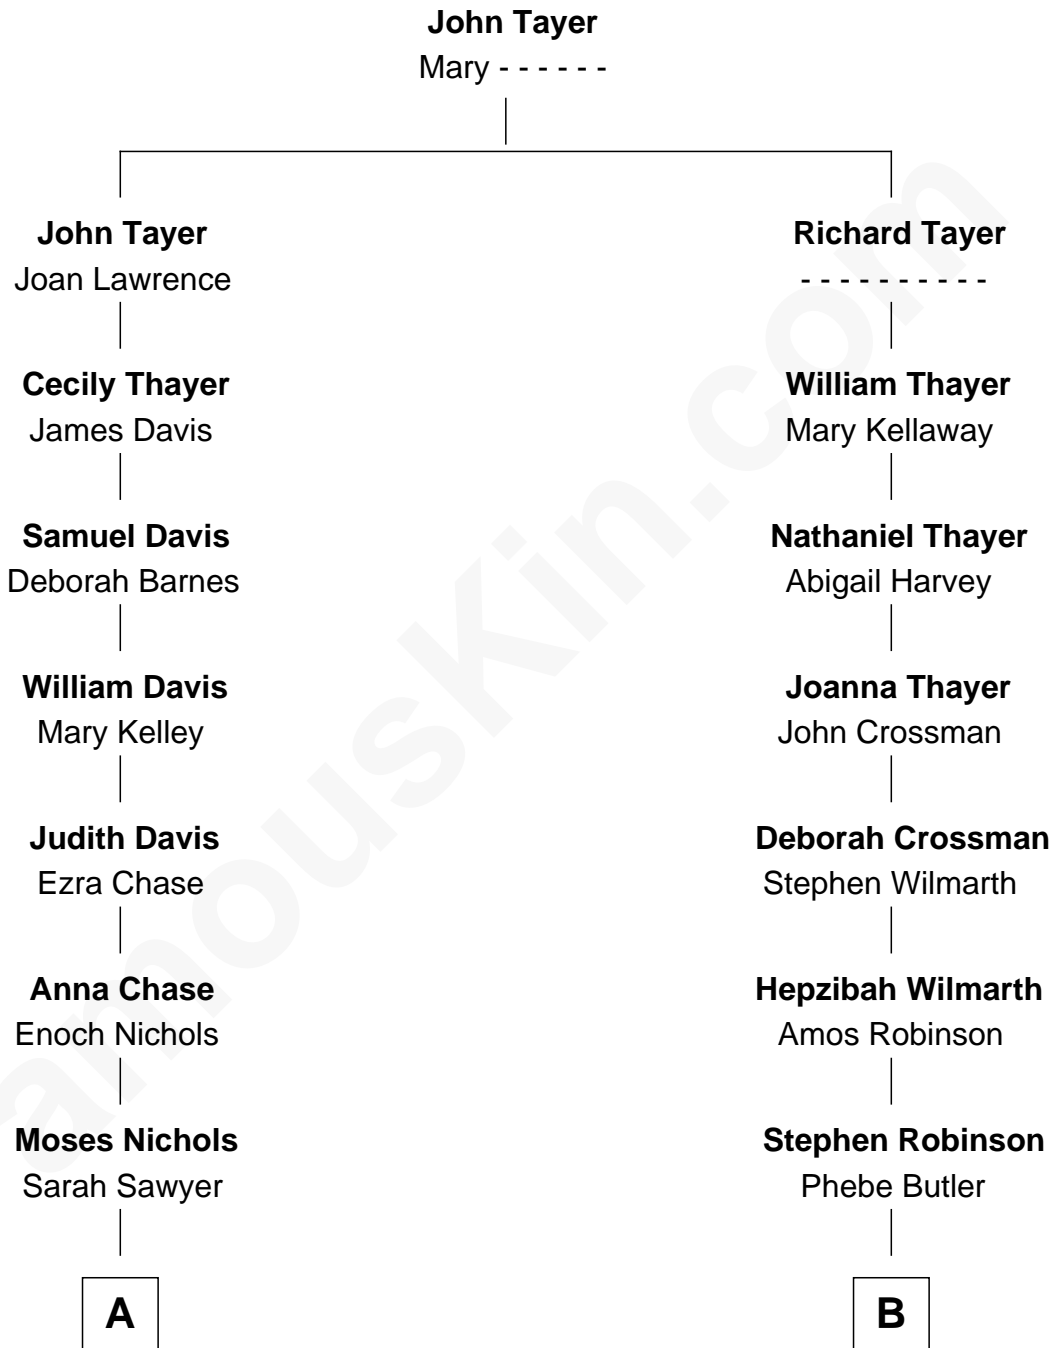 John Tayer
Mary - - - - - -
John Tayer
Joan Lawrence
Richard Tayer
- - - - - - - - - -
Cecily Thayer
James Davis
William Thayer
Mary Kellaway
Samuel Davis
Deborah Barnes
Nathaniel Thayer
Abigail Harvey
William Davis
Mary Kelley
Joanna Thayer
John Crossman
Judith Davis
Ezra Chase
Deborah Crossman
Stephen Wilmarth
Anna Chase
Enoch Nichols
Hepzibah Wilmarth
Amos Robinson
Moses Nichols
Sarah Sawyer
Stephen Robinson
Phebe Butler
A
B
amouskin.com